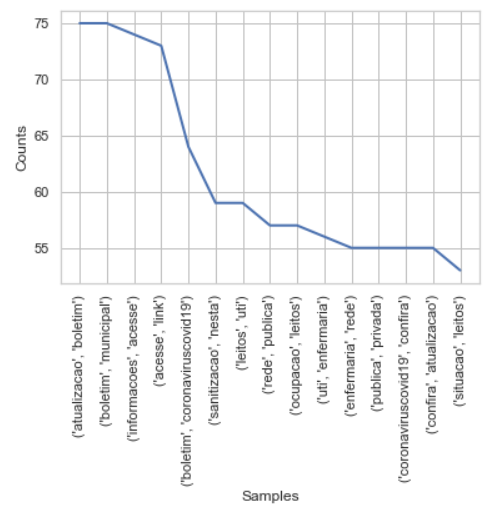 75
70
65
60
55
Counts
('atualizacao', 'boletim')
('boletim', 'municipal')
('informacoes', 'acesse')
('acesse', 'link')
('boletim', 'coronaviruscovid19')
('sanitizacao', 'nesta')
('leitos', 'uti')
('rede', 'publica')
('ocupacao', 'leitos')
('uti', 'enfermaria')
('enfermaria', 'rede')
('publica', 'privada')
('coronaviruscovid19', 'confira')
('confira', 'atualizacao')
('situacao', 'leitos')
Samples